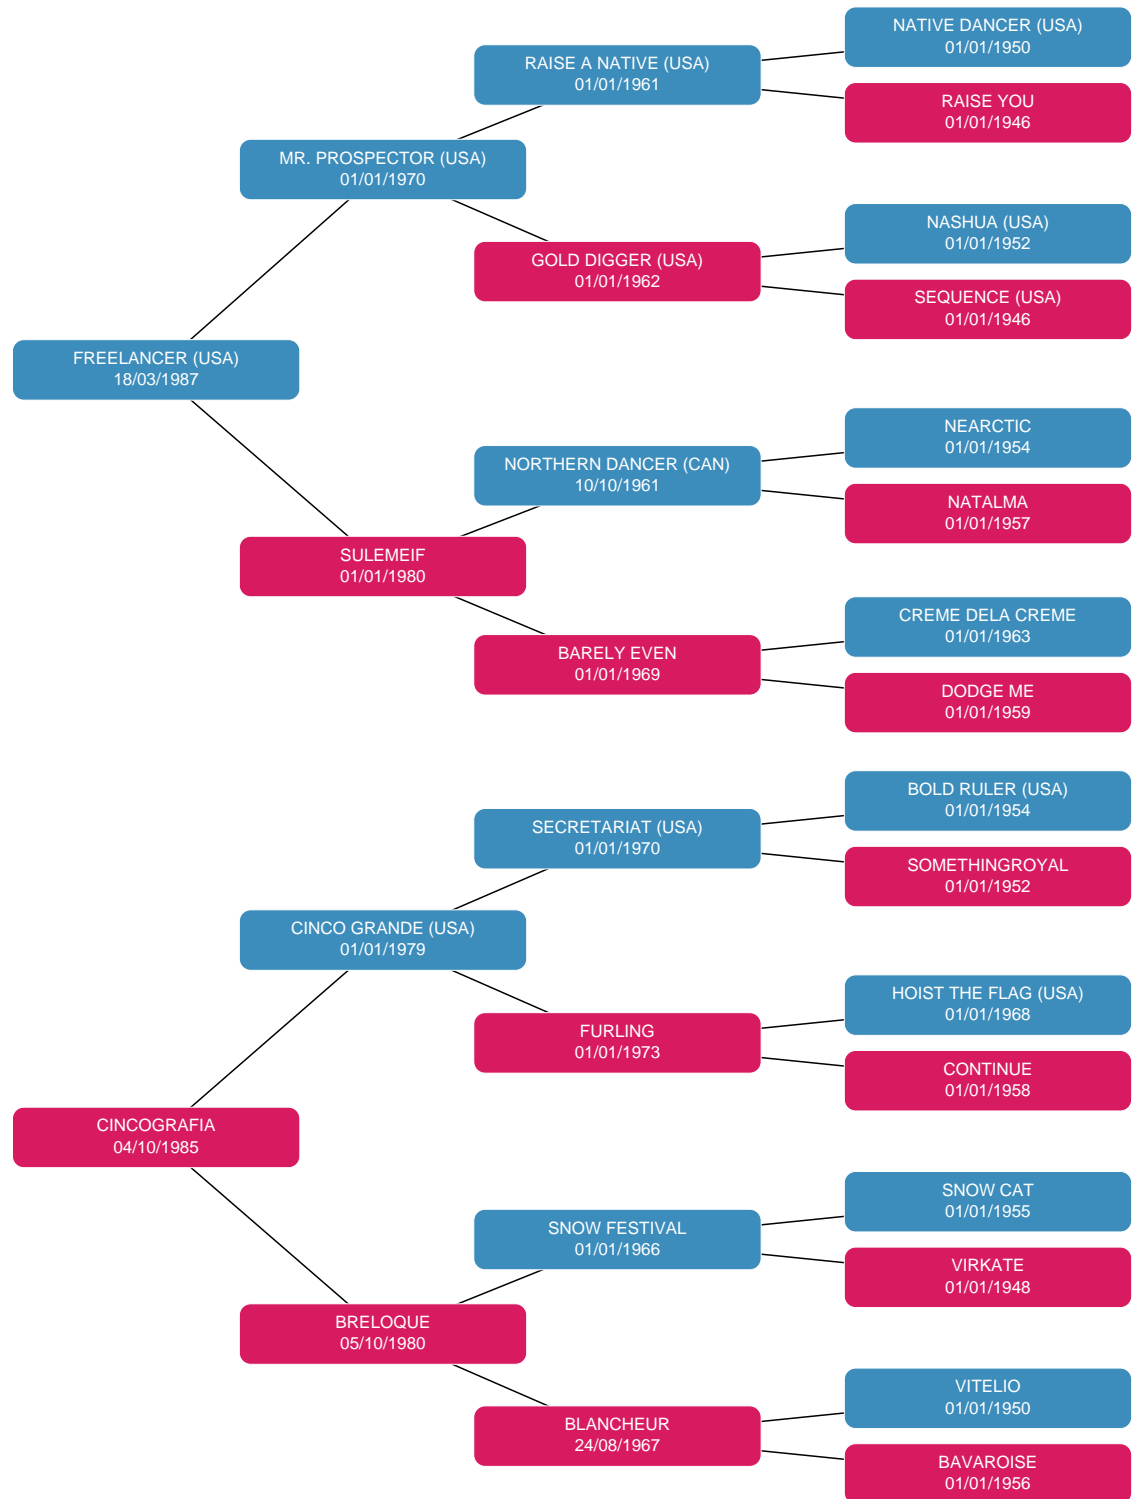 NATIVE DANCER (USA)
01/01/1950
RAISE A NATIVE (USA)
01/01/1961
RAISE YOU
01/01/1946
MR. PROSPECTOR (USA)
01/01/1970
NASHUA (USA)
01/01/1952
GOLD DIGGER (USA)
01/01/1962
SEQUENCE (USA)
01/01/1946
FREELANCER (USA)
18/03/1987
NEARCTIC
01/01/1954
NORTHERN DANCER (CAN)
10/10/1961
NATALMA
01/01/1957
SULEMEIF
01/01/1980
CREME DELA CREME
01/01/1963
BARELY EVEN
01/01/1969
DODGE ME
01/01/1959
BOLD RULER (USA)
01/01/1954
SECRETARIAT (USA)
01/01/1970
SOMETHINGROYAL
01/01/1952
CINCO GRANDE (USA)
01/01/1979
HOIST THE FLAG (USA)
01/01/1968
FURLING
01/01/1973
CONTINUE
01/01/1958
CINCOGRAFIA
04/10/1985
SNOW CAT
01/01/1955
SNOW FESTIVAL
01/01/1966
VIRKATE
01/01/1948
BRELOQUE
05/10/1980
VITELIO
01/01/1950
BLANCHEUR
24/08/1967
BAVAROISE
01/01/1956